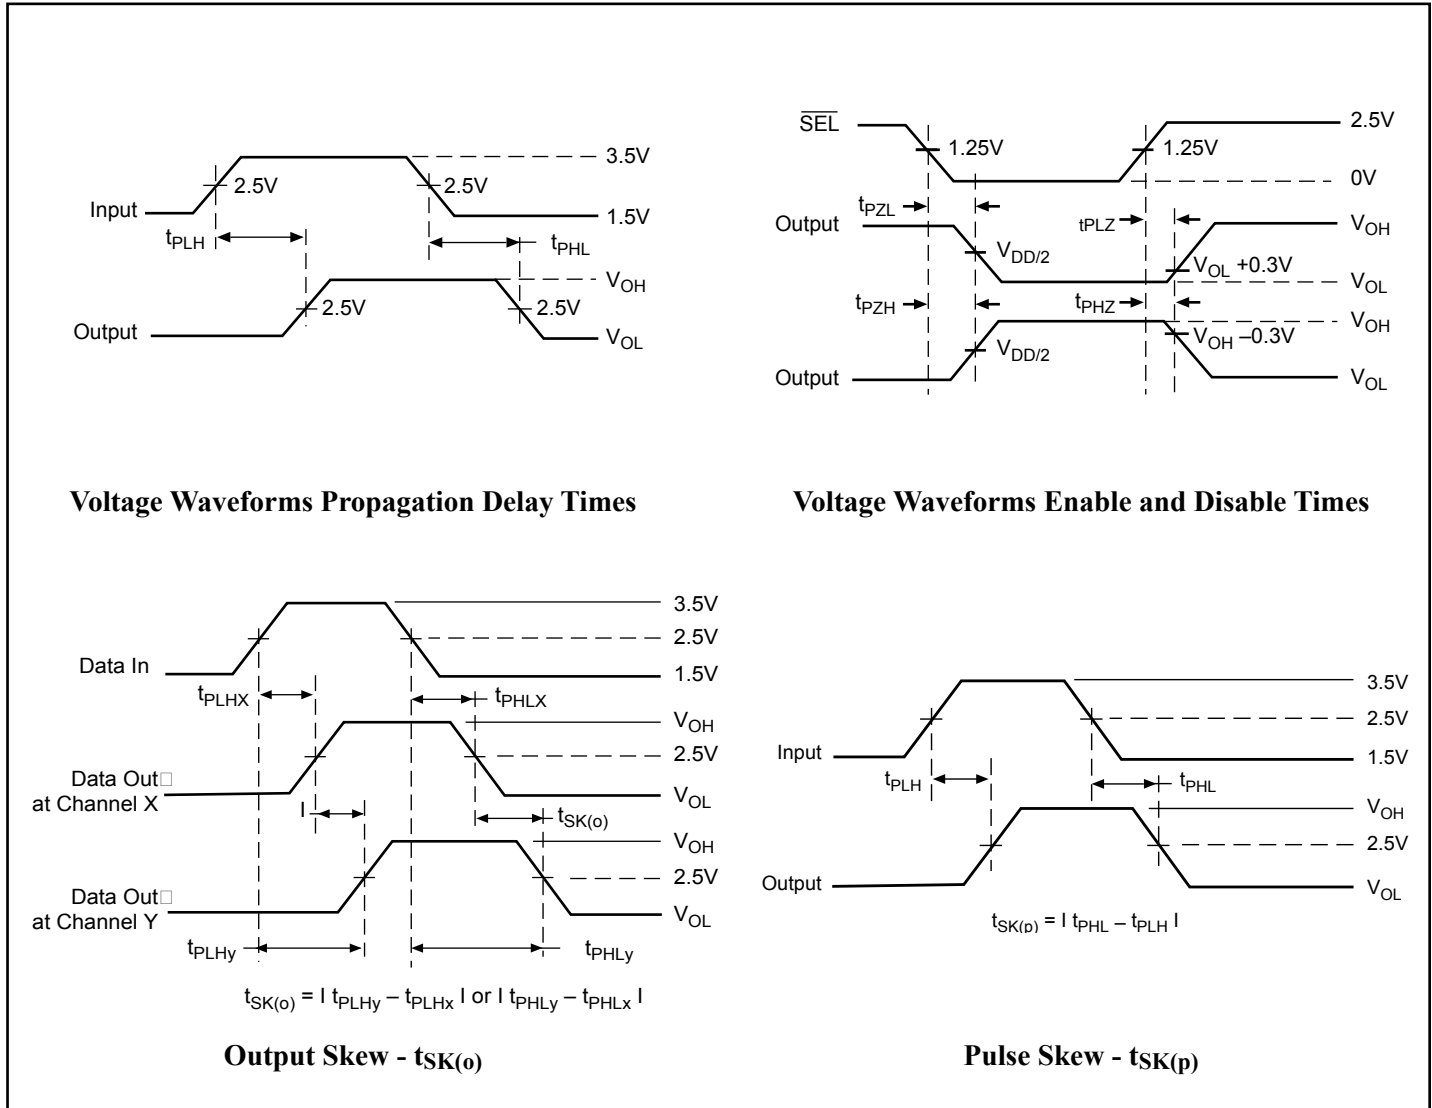 3.5V
2.5V
2.5V
Input
1.5V
tPLH
tPHL
VOH
2.5V
2.5V
Output
VOL
Voltage Waveforms Propagation Delay Times
SEL
2.5V
1.25V
1.25V
0V
tPZL
tPLZ
Output
VOH
VDD/2
VOL +0.3V
VOL
tPZH
tPHZ
VOH
VDD/2
VOH –0.3V
Output
VOL
Voltage Waveforms Enable and Disable Times
3.5V
2.5V
Data In
1.5V
tPLHX
tPHLX
VOH
2.5V
Data Out□
at Channel X
VOL
I
tSK(o)
VOH
2.5V
Data Out□
at Channel Y
VOL
tPLHy
tPHLy
tSK(o) = I tPLHy – tPLHx I or I tPHLy – tPHLx I
Output Skew - tSK(o)
3.5V
2.5V
Input
1.5V
tPLH
tPHL
VOH
2.5V
Output
VOL
tSK(p) = I tPHL – tPLH I
Pulse Skew - tSK(p)